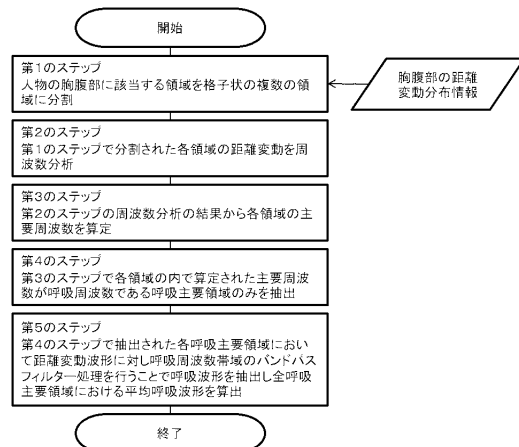 開始
第1のステップ
人物の胸腹部に該当する領域を格子状の複数の領
域に分割
胸腹部の距離
変動分布情報
第2のステップ
第1のステップで分割された各領域の距離変動を周
波数分析
第3のステップ
第2のステップの周波数分析の結果から各領域の主
要周波数を算定
第4のステップ
第3のステップで各領域の内で算定された主要周波
数が呼吸周波数である呼吸主要領域のみを抽出
第5のステップ
第4のステップで抽出された各呼吸主要領域におい
て距離変動波形に対し呼吸周波数帯域のバンドパス
フィルター処理を行うことで呼吸波形を抽出し全呼吸
主要領域における平均呼吸波形を算出
終了